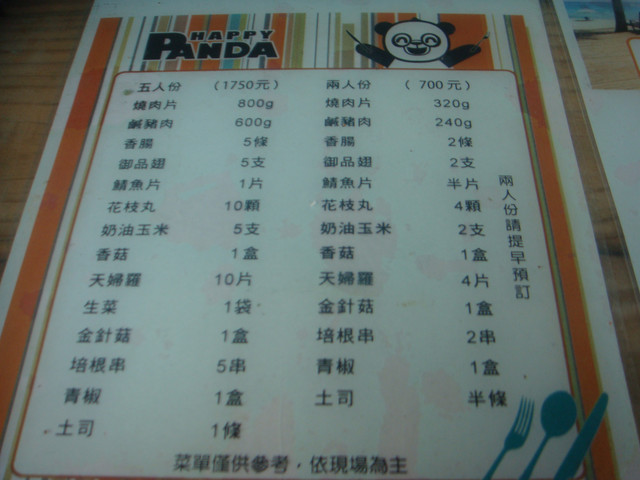 HAPPY
PANDA
五人份 （1750元） 兩人份 （ 700元）
燒肉片 800g 燒肉片 320g
鹹豬肉 600g 鹹豬肉 240g
香腸 5條 香腸 2條
御品翅 5支 御品翅 2支
鯖魚片 1片 鯖魚片 半片
花枝丸 10顆 花枝丸 4顆
奶油玉米 5支 奶油玉米 2支
香菇 1盒 香菇 1盒
天婦羅 10片 天婦羅 4片
生菜 1袋 金針菇 1盒
金針菇 1盒 培根串 2串
培根串 5串 青椒 1盒
青椒 1盒 土司 半條
土司 1條
兩人份請提早預訂
菜單僅供參考，依現場為主